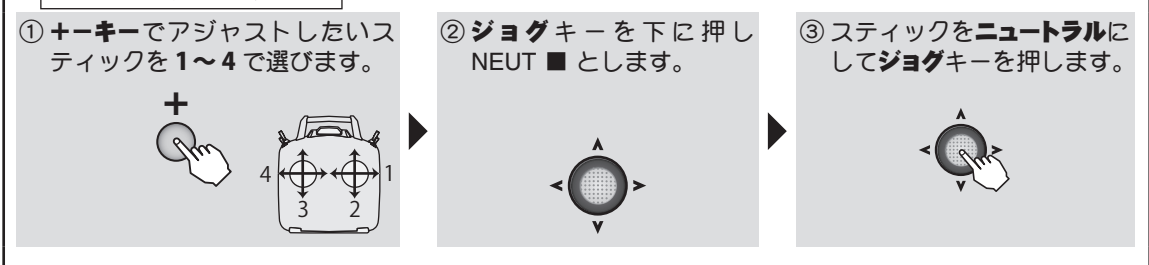 ① +−キーでアジャストしたいス
ティックを 1〜4 で選びます。
+
4
1
3
2
② ジョグキーを下に押し
NEUT ■ とします。
③ スティックをニュートラルに
してジョグキーを押します。